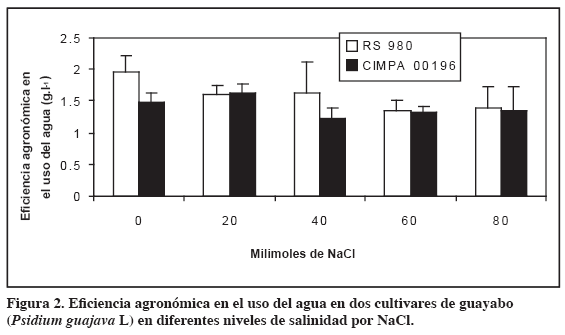 Eficiencia agronómica en
el uso del agua (g.l-¹)
2.5
2
1.5
1
0.5
0
RS 980
CIMPA 00196
0 20 40 60 80
Milimoles de NaCl
Figura 2. Eficiencia agronómica en el uso del agua en dos cultivares de guayabo
(Psidium guajava L) en diferentes niveles de salinidad por NaCl.